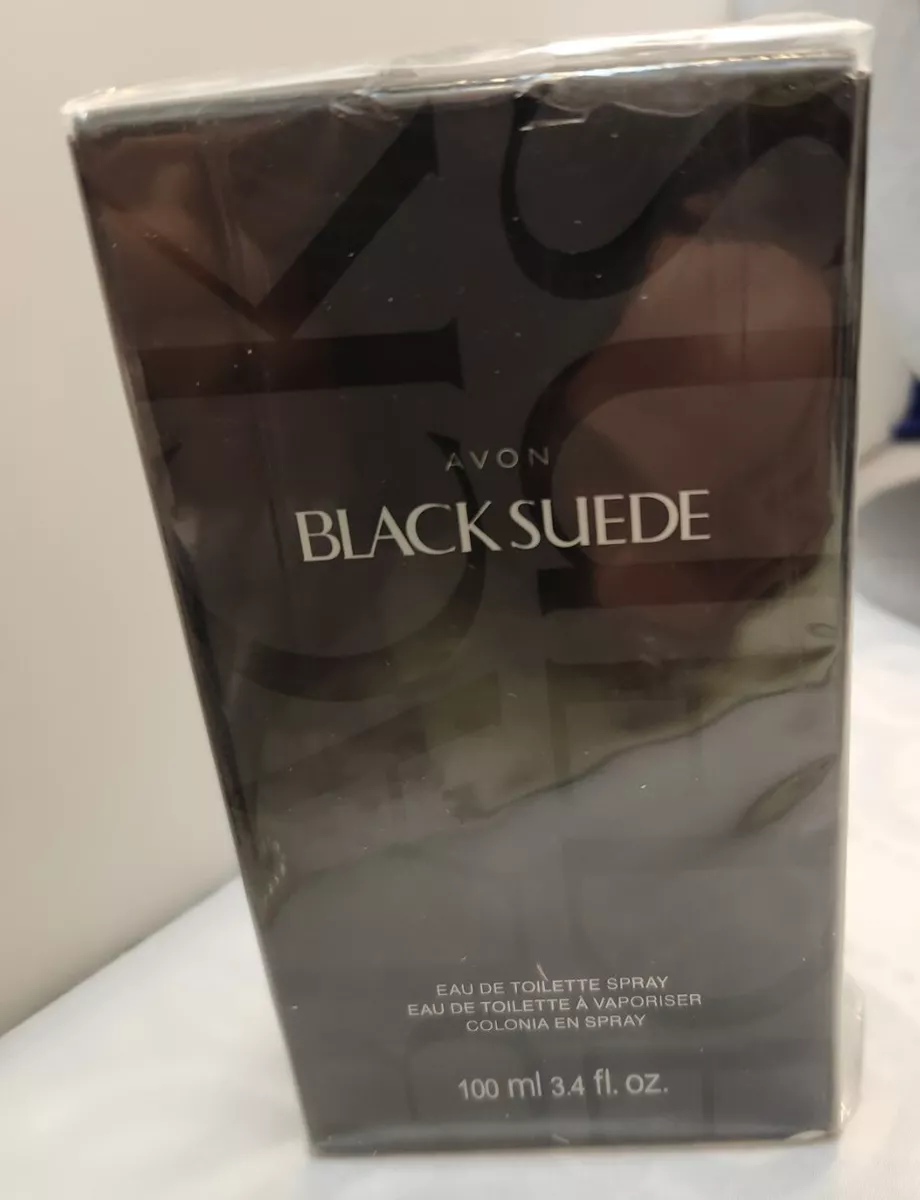 AVON
BLACK SUEDE
EAU DE TOILETTE SPRAY
EAU DE TOILETTE À VAPORISER
COLONIA EN SPRAY
100 ml 3.4 fl. oz.